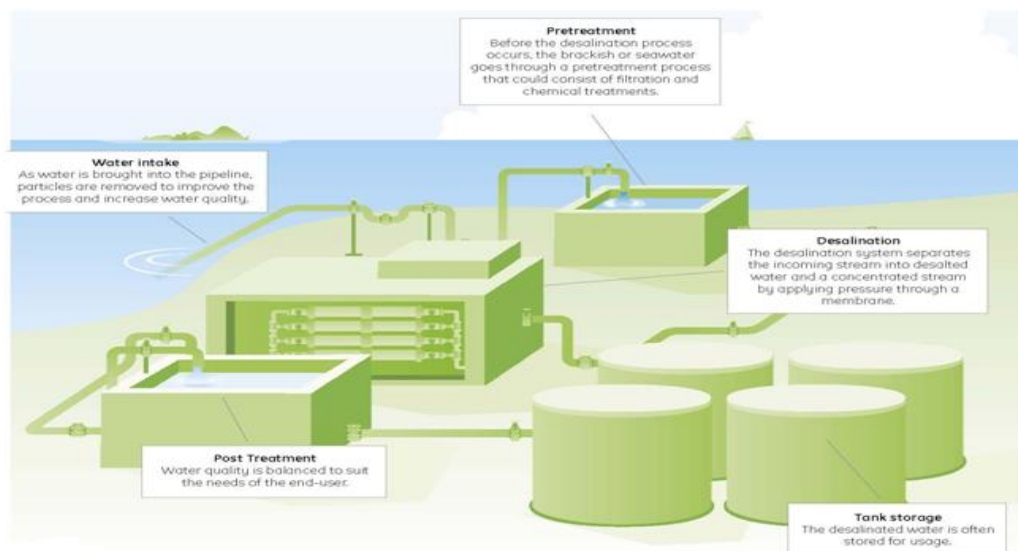 Pretreatment
Before the desalination process
occurs, the brackish or seawater
goes through a pretreatment process
that could consist of filtration and
chemical treatments.
Water intake
As water is brought into the pipeline,
particles are removed to improve the
process and increase water quality.
Desalination
The desalination system separates
the incoming stream into desalted
water and a concentrated stream
by applying pressure through a
membrane.
Post Treatment
Water quality is balanced to suit
the needs of the end-user.
Tank storage
The desalinated water is often
stored for usage.